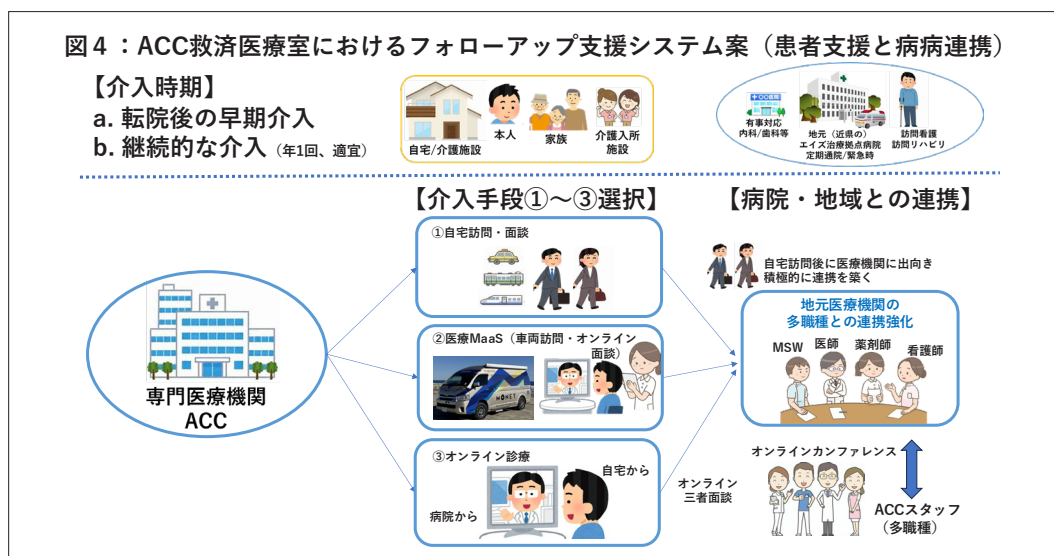 図４：ACC救済医療室におけるフォローアップ支援システム案（患者支援と病病連携）
【介入時期】
a. 転院後の早期介入
b. 継続的な介入（年1回、適宜）
自宅/介護施設
本人
家族
介護入所
施設
〇〇医院
有事対応
内科/歯科等
地元（近県の）
エイズ治療拠点病院
定期通院/緊急時
訪問看護
訪問リハビリ
【介入手段①～③選択】
【病院・地域との連携】
専門医療機関
ACC
①自宅訪問・面談
②医療MaaS（車両訪問・オンライン
面談）
MONET
③オンライン診療
自宅から
病院から
自宅訪問後に医療機関に出向き
積極的に連携を築く
地元医療機関の
多職種との連携強化
MSW
医師
薬剤師
看護師
オンライン
三者面談
オンラインカンファレンス
ACCスタッフ
（多職種）